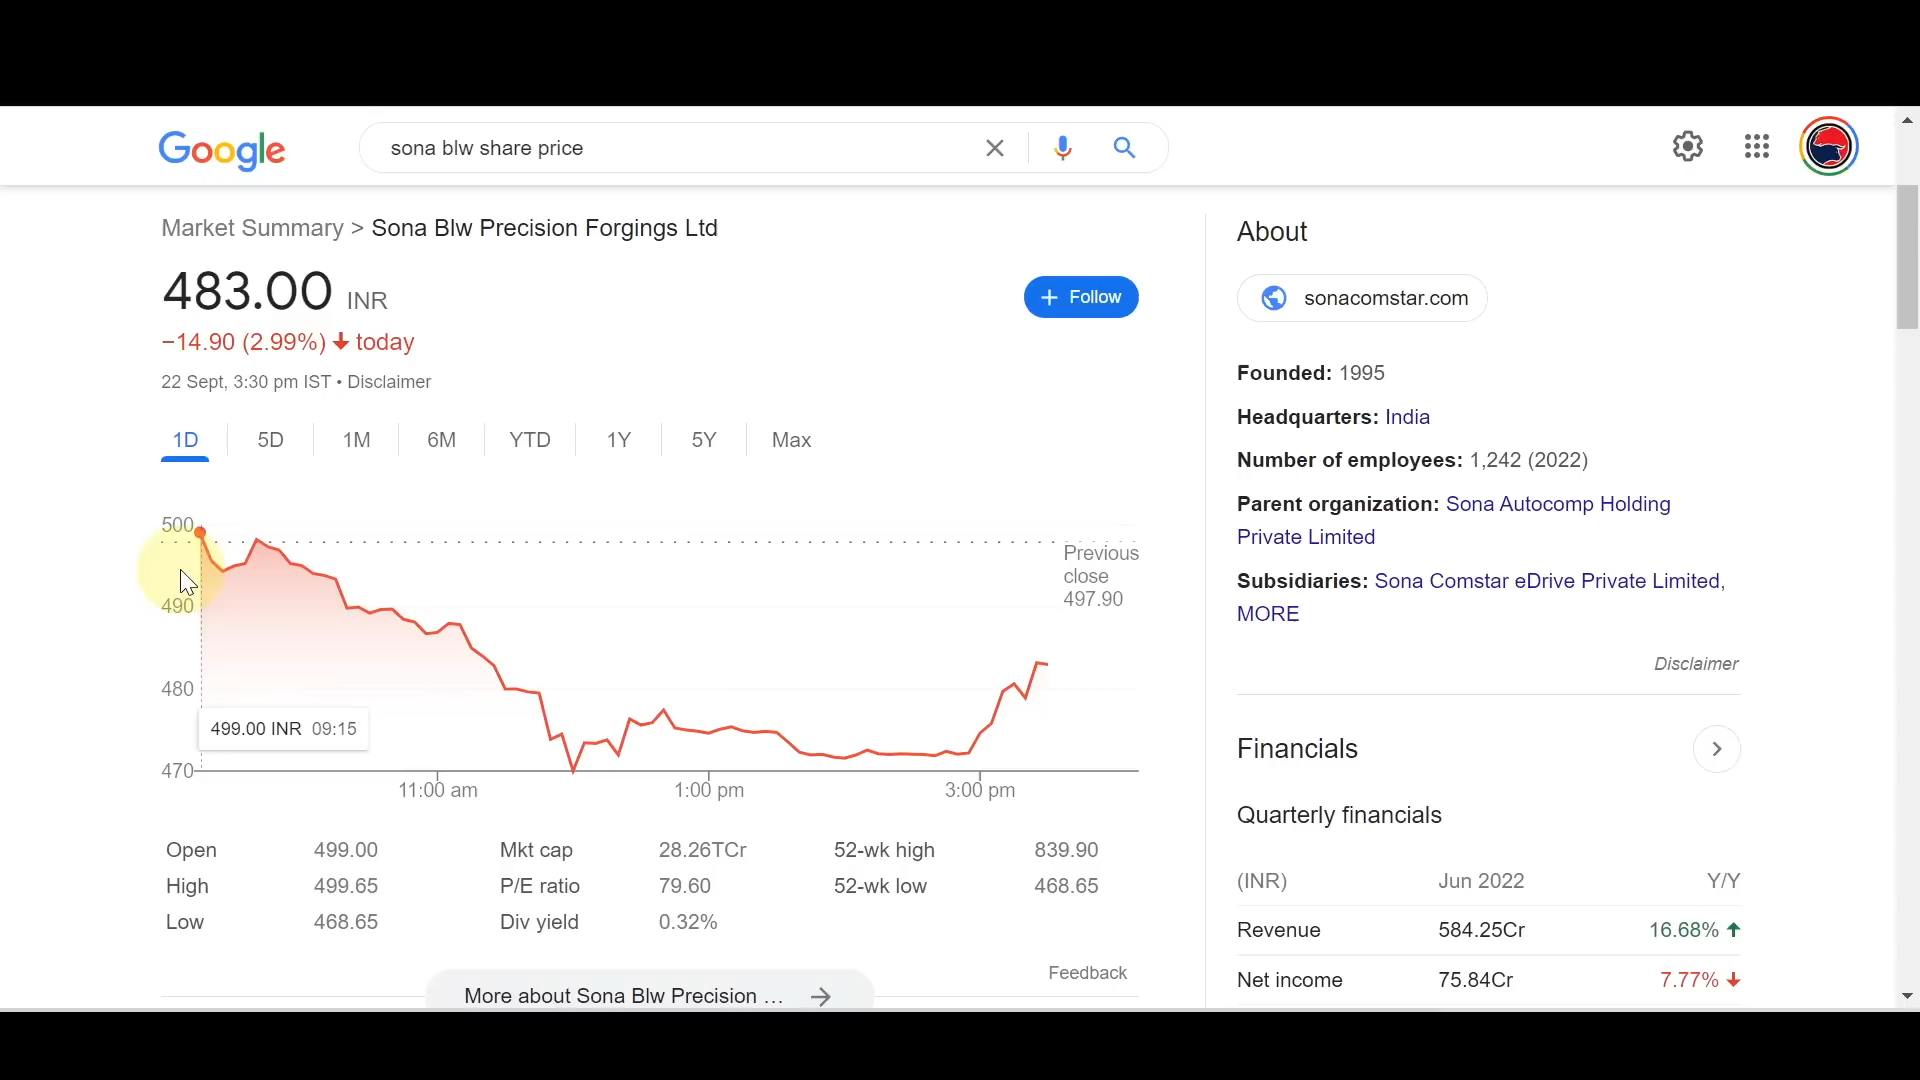 Google
sona blw share price
Market Summary > Sona Blw Precision Forgings Ltd
483.00 INR
Follow
−14.90 (2.99%) today
22 Sept, 3:30 pm IST • Disclaimer
1D 5D 1M 6M YTD 1Y 5Y Max
500
490
480
470
Previous
close
497.90
499.00 INR 09:15
11:00 am 1:00 pm 3:00 pm
Open 499.00 Mkt cap 28.26TCr 52-wk high 839.90
High 499.65 P/E ratio 79.60 52-wk low 468.65
Low 468.65 Div yield 0.32%
Feedback
More about Sona Blw Precision ...
About
sonacomstar.com
Founded: 1995
Headquarters: India
Number of employees: 1,242 (2022)
Parent organization: Sona Autocomp Holding
Private Limited
Subsidiaries: Sona Comstar eDrive Private Limited,
MORE
Disclaimer
Financials
Quarterly financials
(INR) Jun 2022 Y/Y
Revenue 584.25Cr 16.68%
Net income 75.84Cr 7.77%